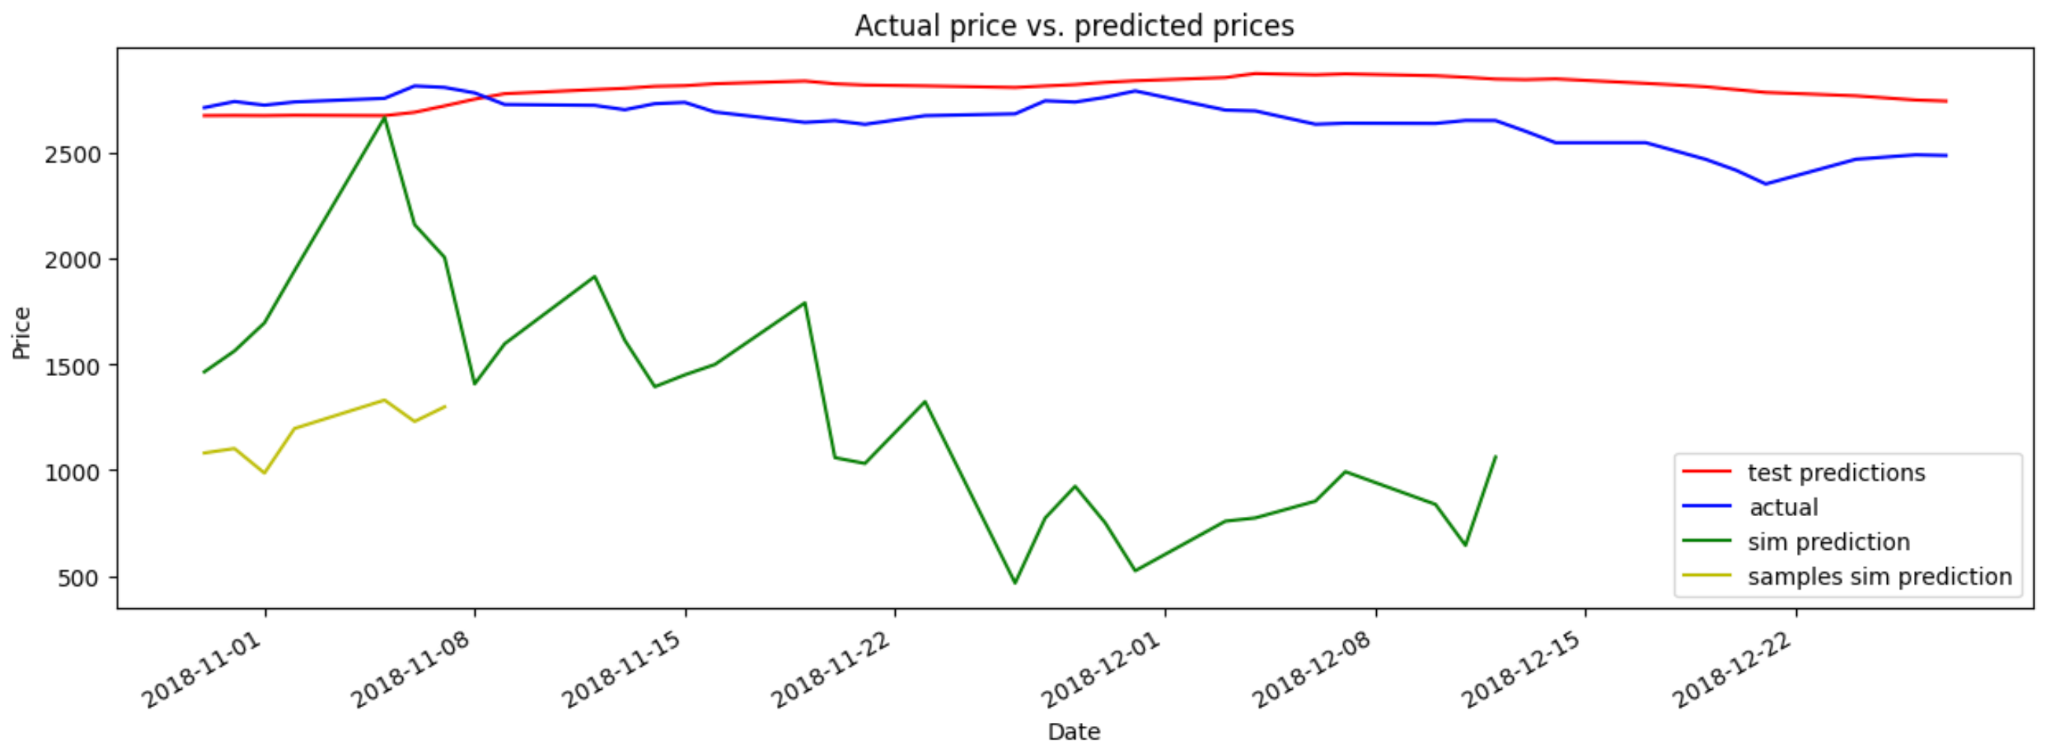 Actual price vs. predicted prices
Price
2500
2000
1500
1000
500
test predictions
actual
sim prediction
samples sim prediction
2018-11-01
2018-11-08
2018-11-15
2018-11-22
2018-12-01
2018-12-08
2018-12-15
2018-12-22
Date